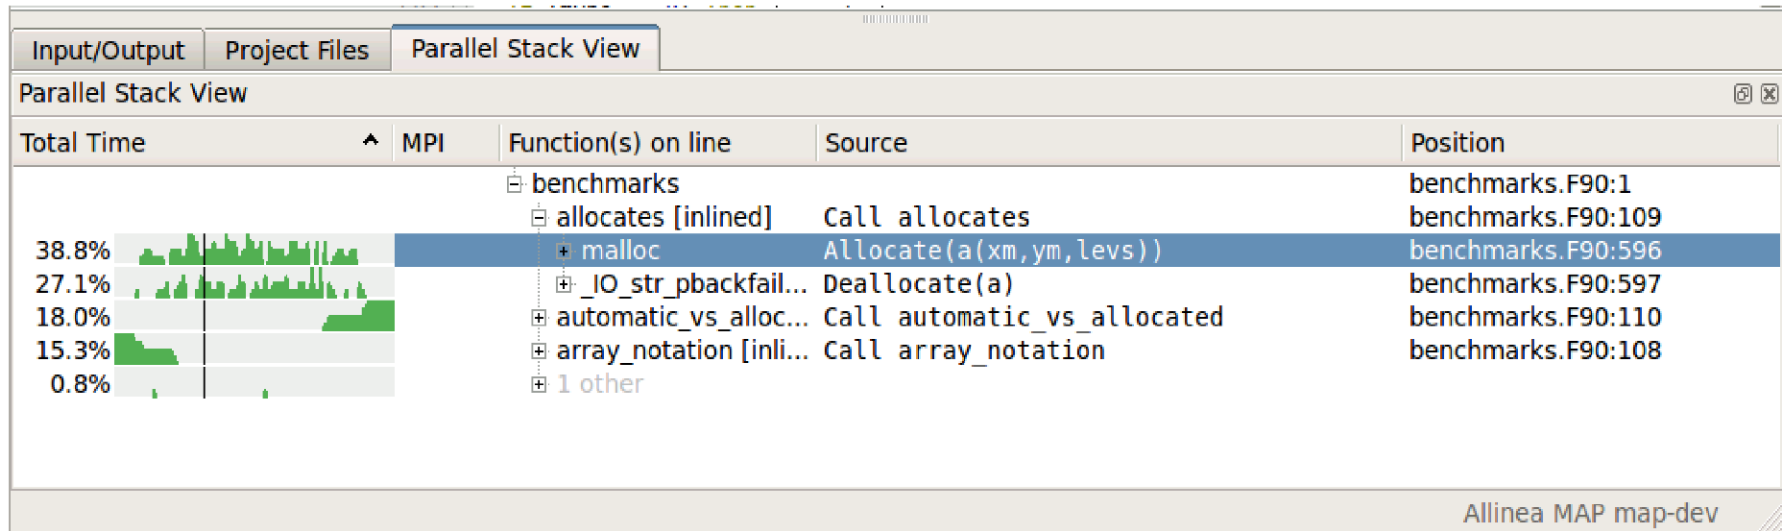 Input/Output Project Files Parallel Stack View
Parallel Stack View
Total Time MPI Function(s) on line Source Position
benchmarks benchmarks.F90:1
allocates [inlined] Call allocates benchmarks.F90:109
38.8% malloc Allocate(a(xm,ym,levs)) benchmarks.F90:596
27.1% _IO_str_pbackfail... Deallocate(a) benchmarks.F90:597
18.0% automatic_vs_alloc... Call automatic_vs_allocated benchmarks.F90:110
15.3% array_notation [inli... Call array_notation benchmarks.F90:108
0.8% 1 other
Allinea MAP map-dev